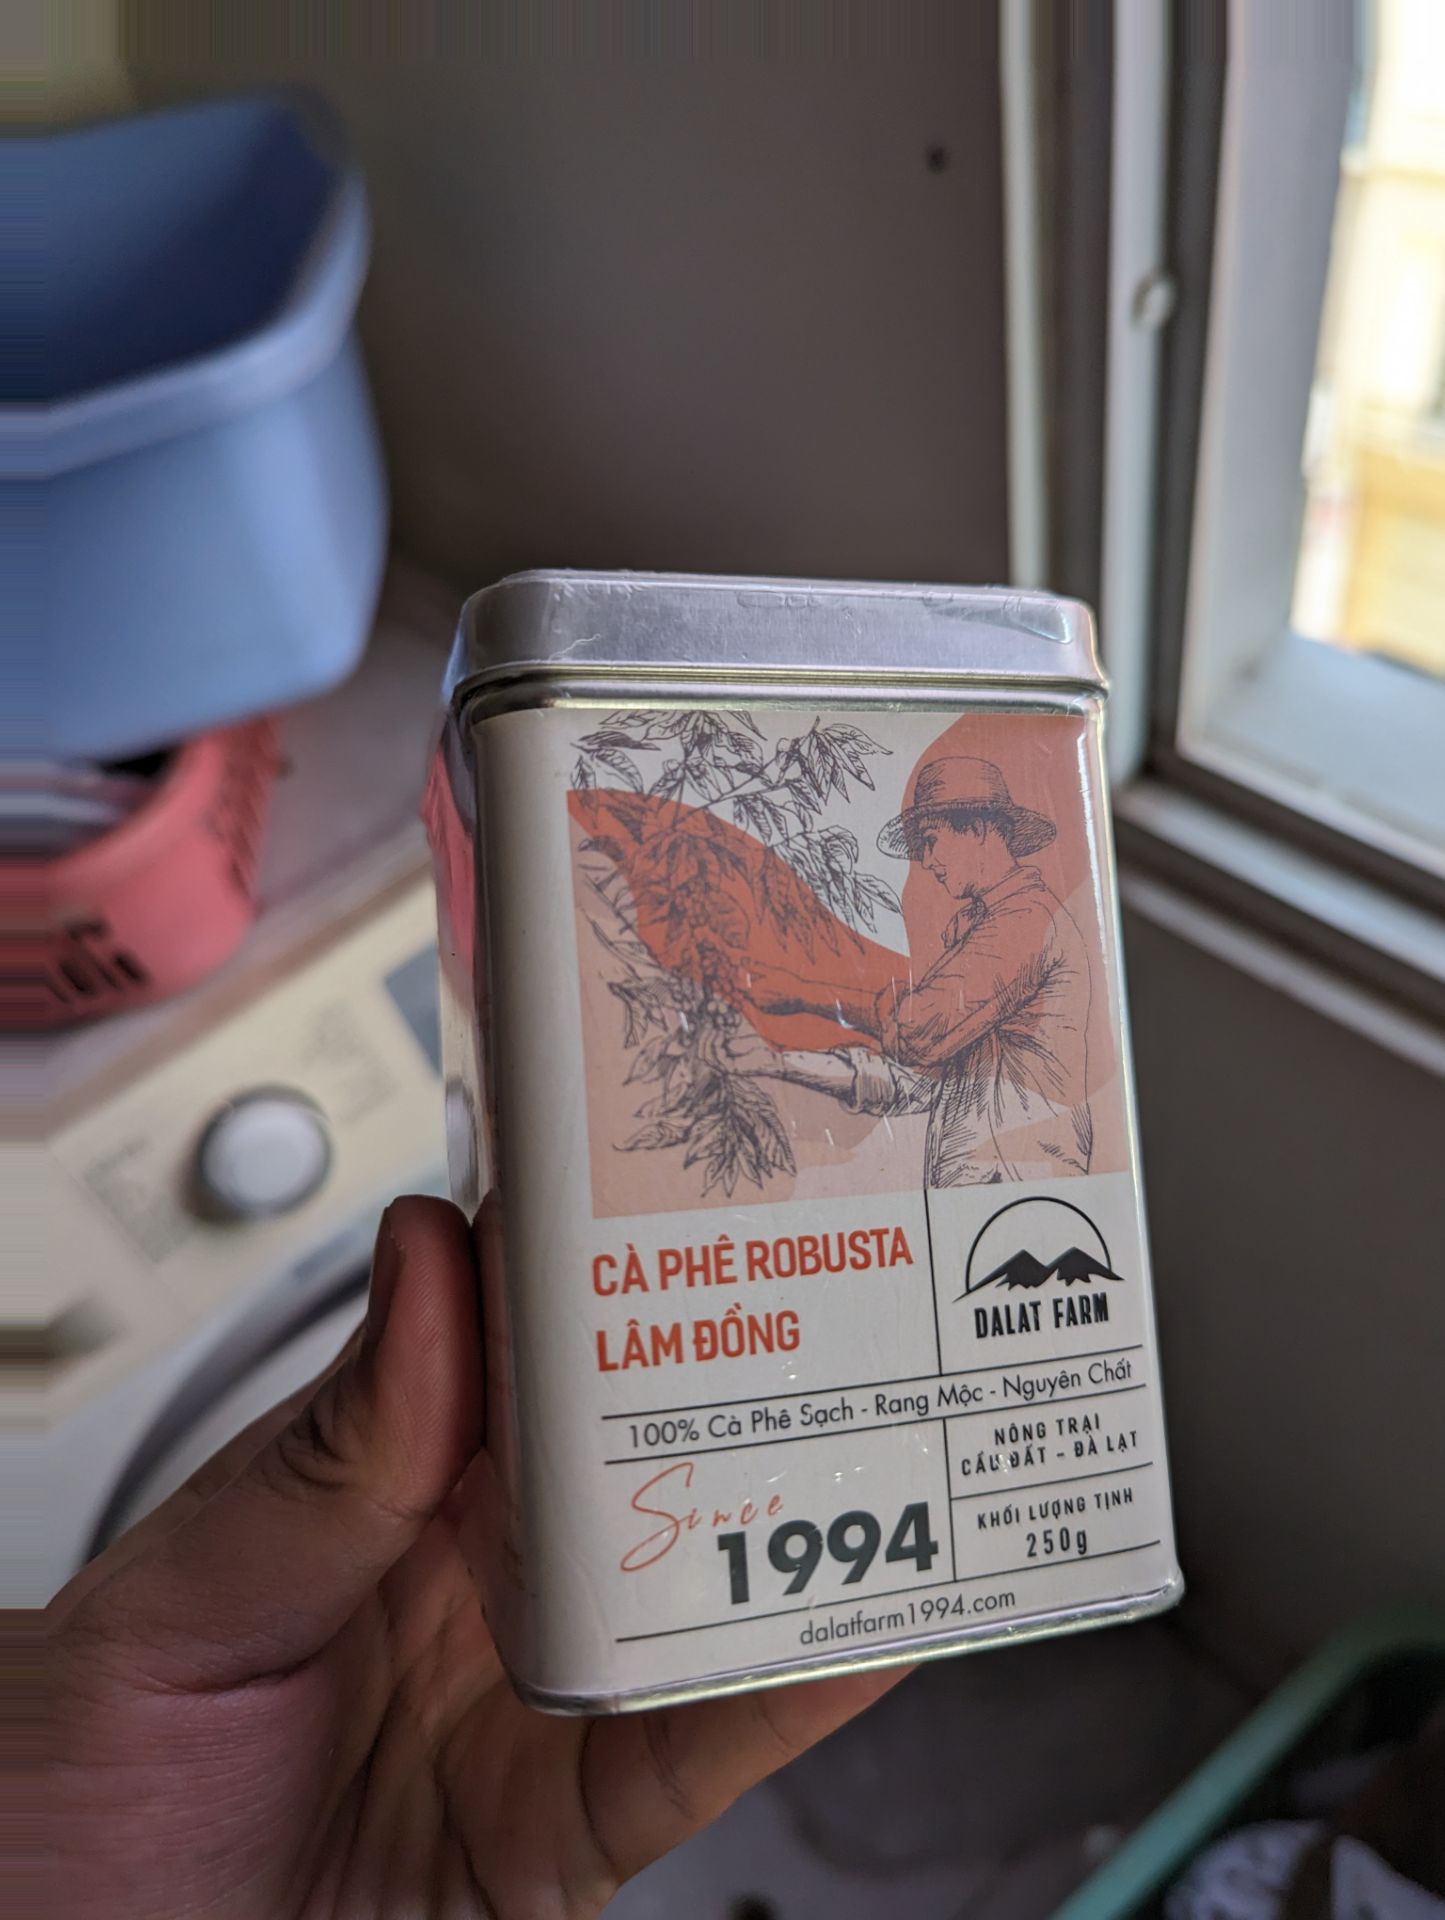 CÀ PHÊ ROBUSTA
LÂM ĐỒNG
DALAT FARM
100% Cà Phê Sạch - Rang Mộc - Nguyên Chất
Since
1994
NÔNG TRẠI
CẦU ĐẤT - ĐÀ LẠT
KHỐI LƯỢNG TỊNH
250g
dalatfarm1994.com